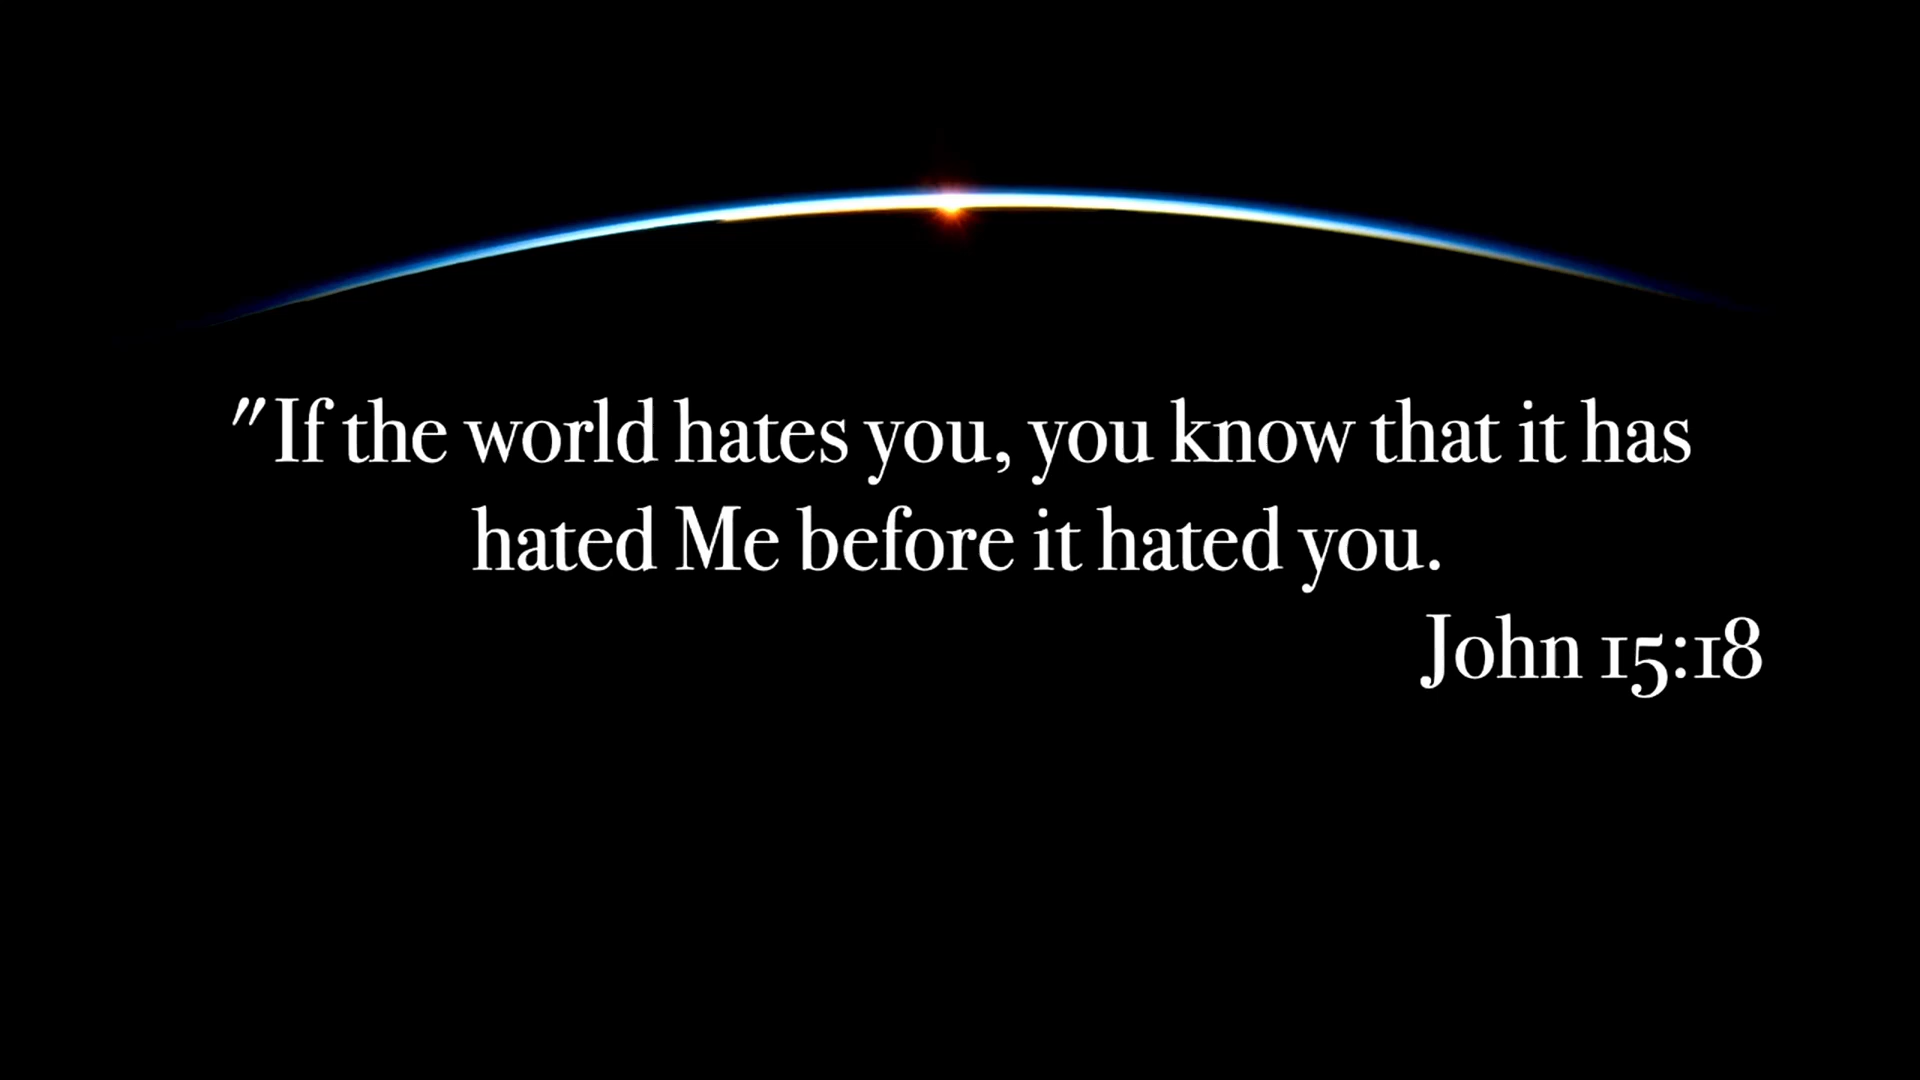 "If the world hates you, you know that it has
hated Me before it hated you.
John 15:18